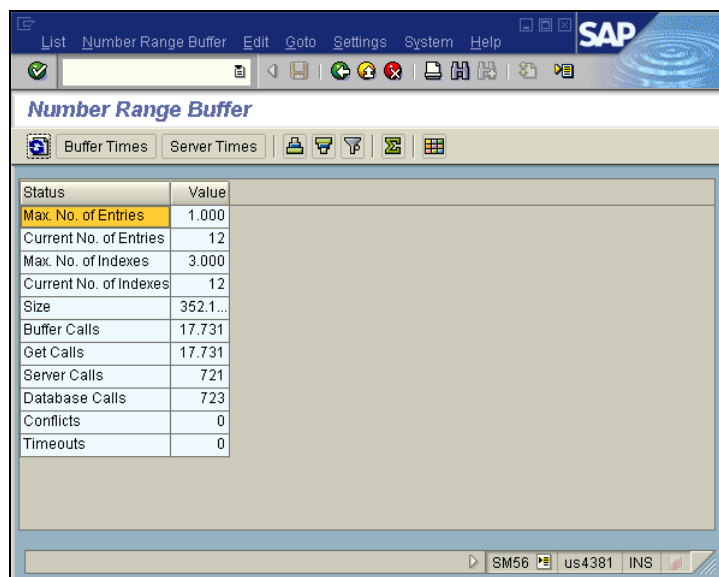 List Number Range Buffer Edit Goto Settings System Help
SAP
Number Range Buffer
Buffer Times Server Times
Status Value
Max. No. of Entries 1.000
Current No. of Entries 12
Max. No. of Indexes 3.000
Current No. of Indexes 12
Size 352.1...
Buffer Calls 17.731
Get Calls 17.731
Server Calls 721
Database Calls 723
Conflicts 0
Timeouts 0
SM56 us4381 INS